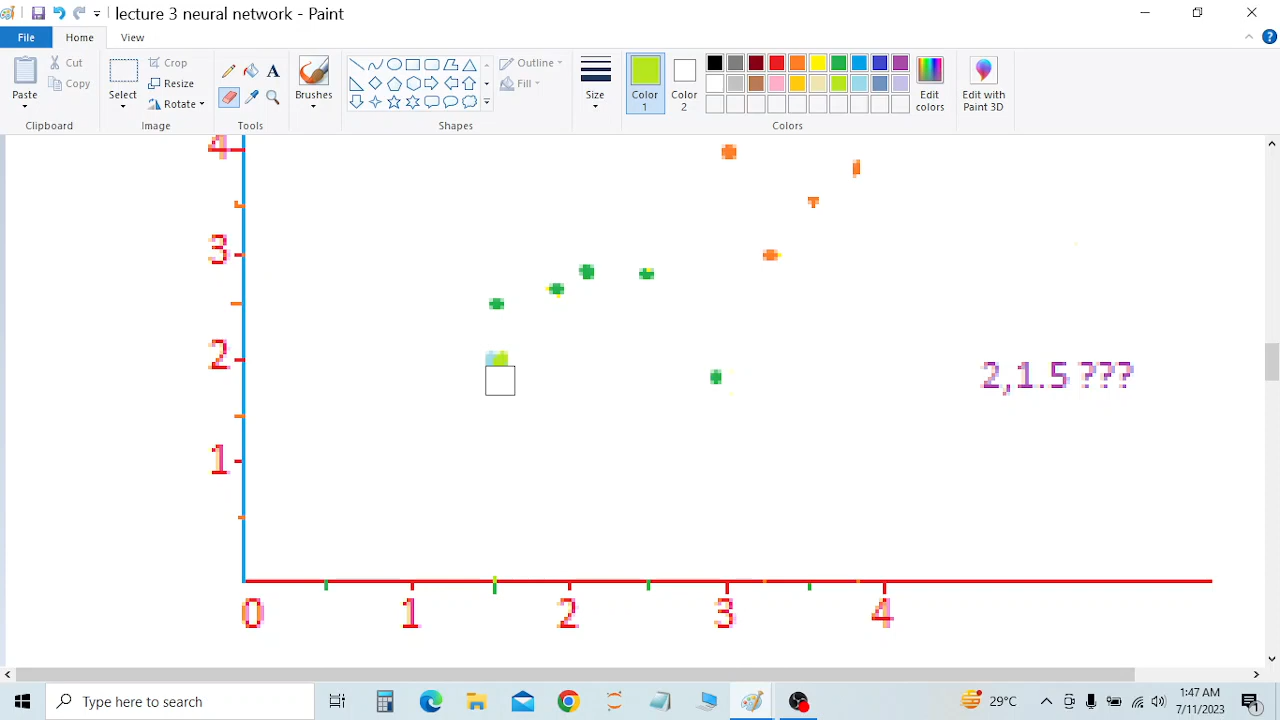 lecture 3 neural network - Paint
File
Home
View
Paste
Cut
Copy
Clipboard
Select
Crop
Resize
Rotate
Image
A
Tools
Brushes
Shapes
Outline
Fill
Size
Color 1
Color 2
Colors
Edit colors
Edit with Paint 3D
4
3
2
1
2,1.5 ???
0 1 2 3 4
Type here to search
29°C
1:47 AM
7/11/2023
1